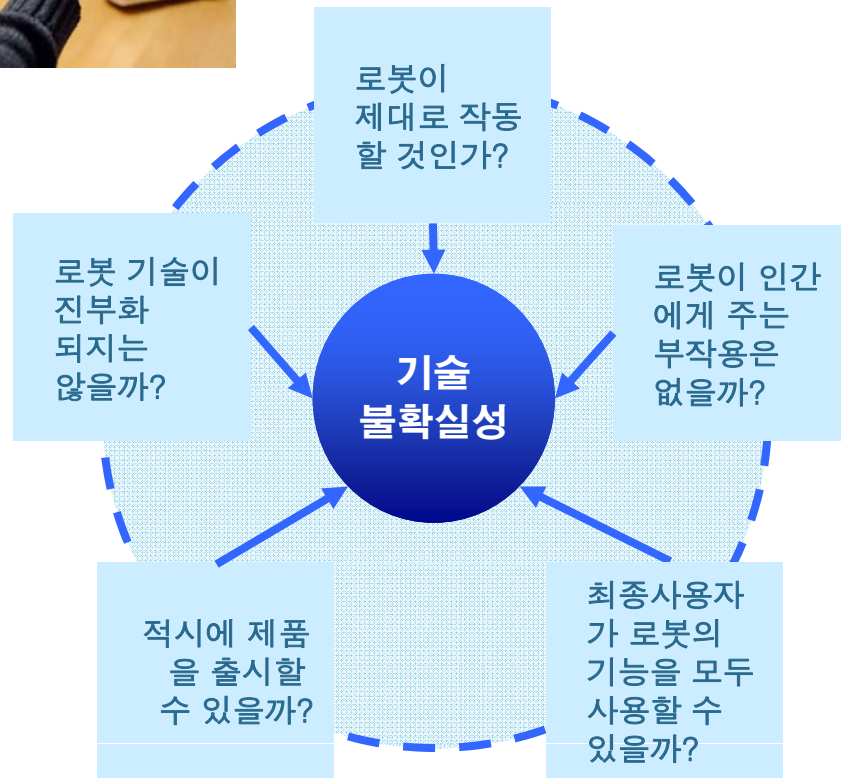 로봇이
제대로 작동
할 것인가?
로봇 기술이
진부화
되지는
않을까?
로봇이 인간
에게 주는
부작용은
없을까?
기술
불확실성
적시에 제품
을 출시할
수 있을까?
최종사용자
가 로봇의
기능을 모두
사용할 수
있을까?